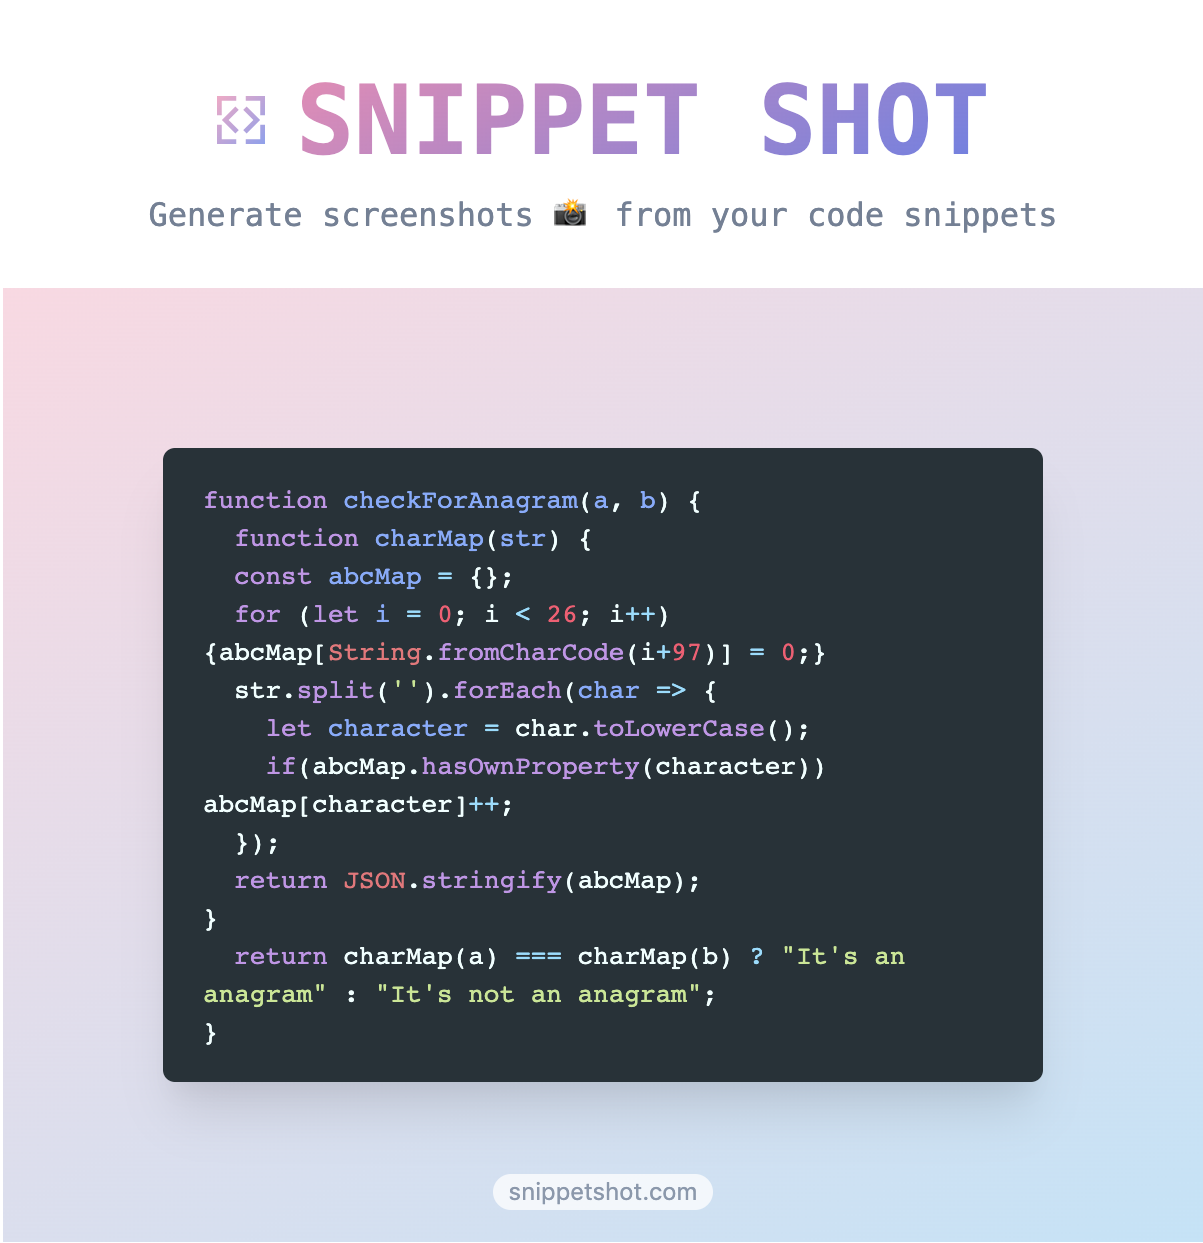 SNIPPET SHOT
Generate screenshots 📸 from your code snippets
function checkForAnagram(a, b) {
  function charMap(str) {
  const abcMap = {};
  for (let i = 0; i < 26; i++)
{abcMap[String.fromCharCode(i+97)] = 0;}
  str.split('').forEach(char => {
    let character = char.toLowerCase();
    if(abcMap.hasOwnProperty(character))
abcMap[character]++;
  });
  return JSON.stringify(abcMap);
}
  return charMap(a) === charMap(b) ? "It's an
anagram" : "It's not an anagram";
}
snippetshot.com